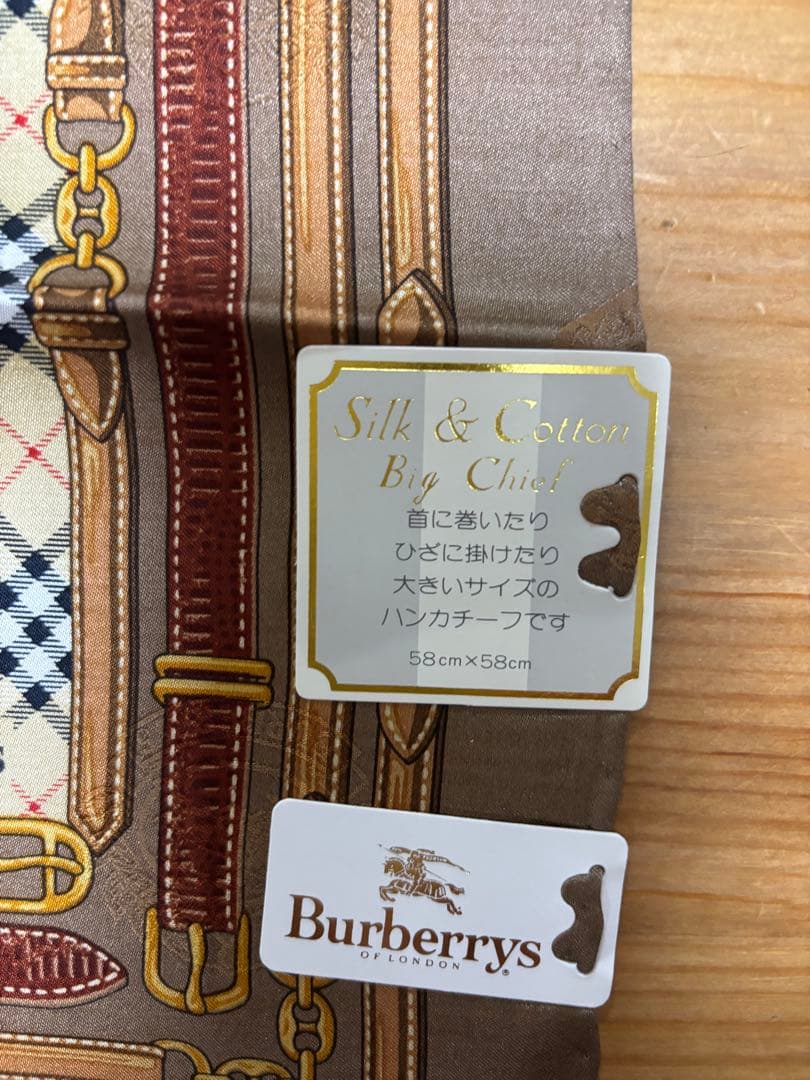 Silk & Cotton
Big Chief
首に巻いたり
ひざに掛けたり
大きいサイズの
ハンカチーフです
58cm×58cm
Burberrys
OF LONDON
®